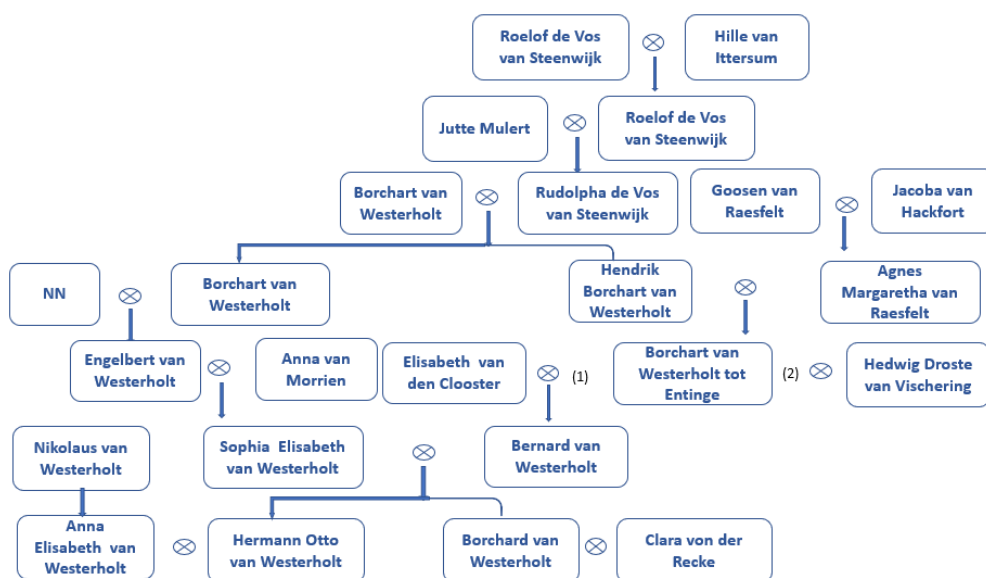 Roelof de Vos
van Steenwijk
Hille van
Ittersum
Jutte Mulert
Roelof de Vos
van Steenwijk
Borchart van
Westerholt
Rudolpha de Vos
van Steenwijk
Goosen van
Raesfelt
Jacoba van
Hackfort
NN
Borchart van
Westerholt
Hendrik
Borchart van
Westerholt
Agnes
Margaretha van
Raesfelt
Engelbert van
Westerholt
Anna van
Morrien
Elisabeth van
den Clooster
(1)
Borchart van
Westerholt tot
Entinge
(2)
Hedwig Droste
van Vischering
Nikolaus van
Westerholt
Sophia Elisabeth
van Westerholt
Bernard van
Westerholt
Anna
Elisabeth van
Westerholt
Hermann Otto
van Westerholt
Borchard van
Westerholt
Clara von der
Recke